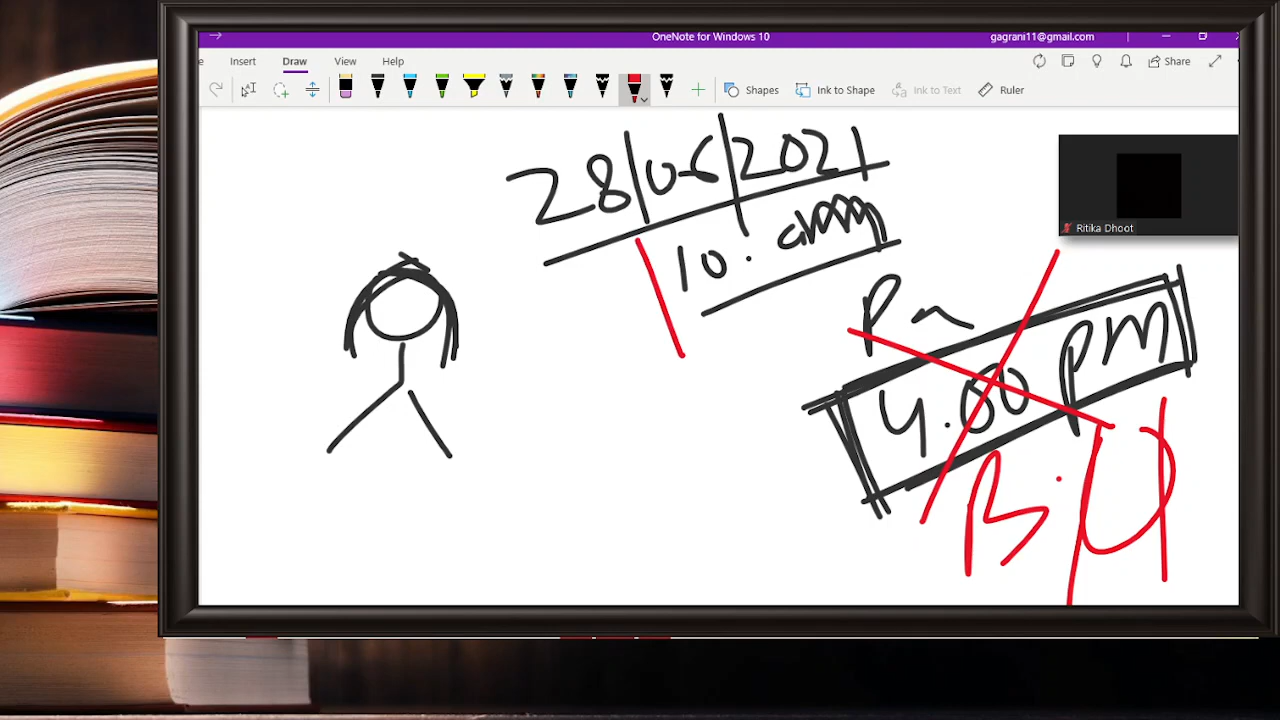 OneNote for Windows 10 gagrani11@gmail.com
Insert Draw View Help Share
Shapes Ink to Shape Ink to Text Ruler
28/06/2021
10. am
Ritika Dhoot
4.00 pm